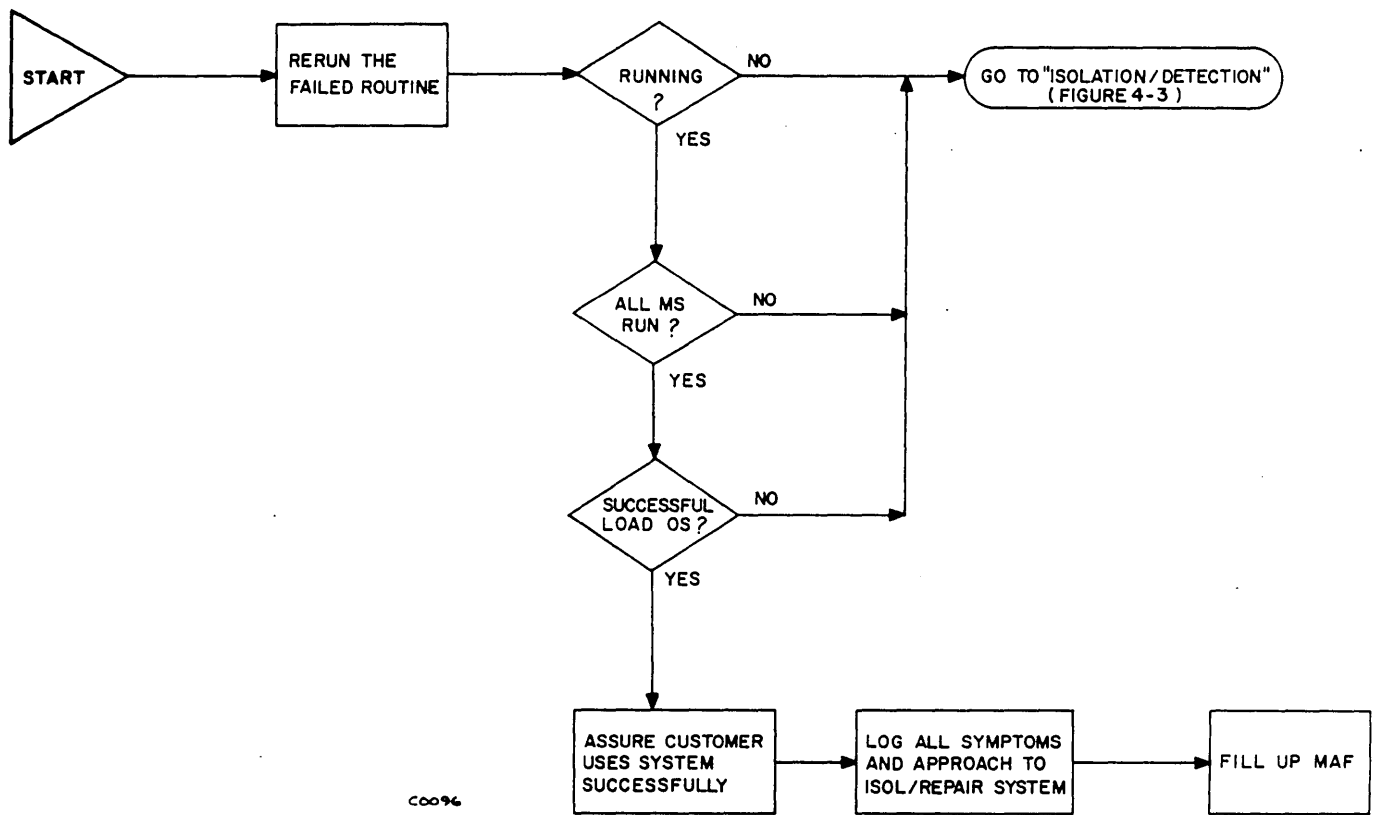 START
RERUN THE
FAILED ROUTINE
RUNNING
?
NO
GO TO "ISOLATION/DETECTION"
(FIGURE 4-3)
YES
ALL MS
RUN ?
NO
YES
SUCCESSFUL
LOAD OS?
NO
YES
ASSURE CUSTOMER
USES SYSTEM
SUCCESSFULLY
LOG ALL SYMPTOMS
AND APPROACH TO
ISOL/REPAIR SYSTEM
FILL UP MAF
C0096